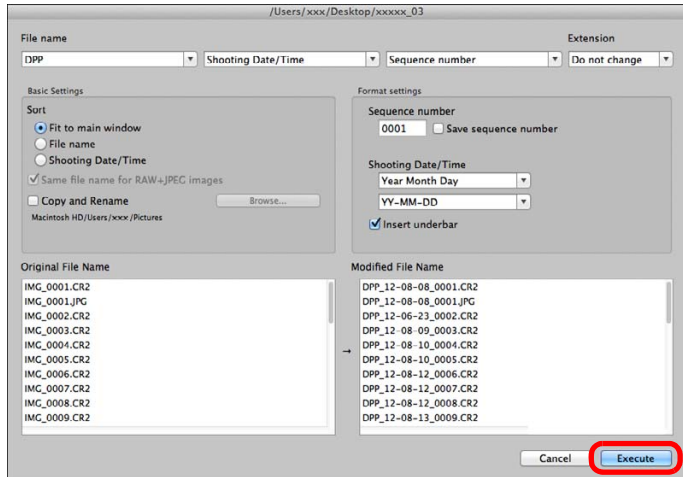 /Users/xxx/Desktop/xxxxx_03
File name
Extension
DPP
Shooting Date/Time
Sequence number
Do not change
Basic Settings
Sort
Fit to main window
File name
Shooting Date/Time
Same file name for RAW+JPEG images
Copy and Rename
Browse...
Macintosh HD/Users/xxx/Pictures
Format settings
Sequence number
0001
Save sequence number
Shooting Date/Time
Year Month Day
YY-MM-DD
Insert underbar
Original File Name
IMG_0001.CR2
IMG_0001.JPG
IMG_0002.CR2
IMG_0003.CR2
IMG_0004.CR2
IMG_0005.CR2
IMG_0006.CR2
IMG_0007.CR2
IMG_0008.CR2
IMG_0009.CR2
→
Modified File Name
DPP_12-08-08_0001.CR2
DPP_12-08-08_0001.JPG
DPP_12-06-23_0002.CR2
DPP_12-08-09_0003.CR2
DPP_12-08-10_0004.CR2
DPP_12-08-10_0005.CR2
DPP_12-08-12_0006.CR2
DPP_12-08-12_0007.CR2
DPP_12-08-12_0008.CR2
DPP_12-08-13_0009.CR2
Cancel
Execute